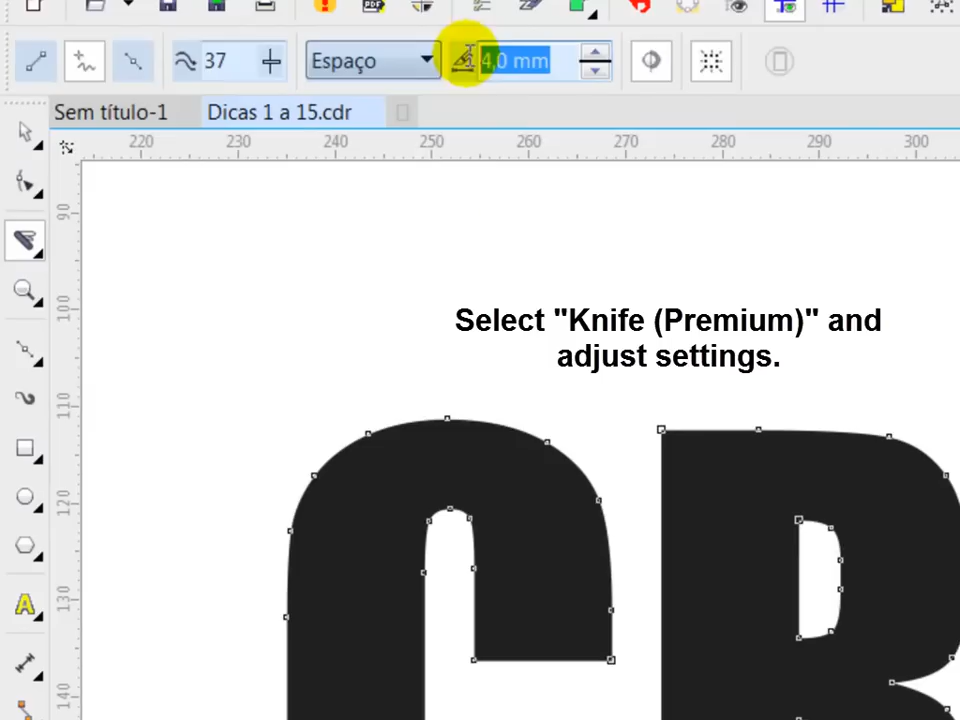 37
Espaço
4,0 mm
Sem título-1
Dicas 1 a 15.cdr
220 230 240 250 260 270 280 290 300
90
100
Select "Knife (Premium)" and
adjust settings.
110
120
130
140